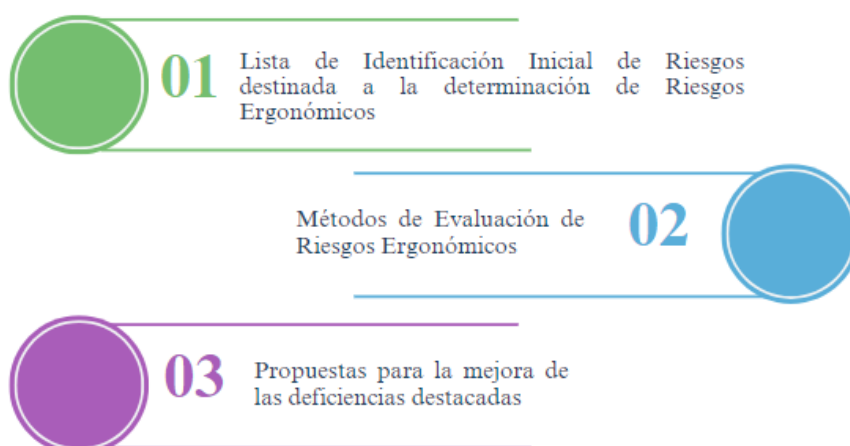 01
Lista de Identificación Inicial de Riesgos
destinada a la determinación de Riesgos
Ergonómicos
Métodos de Evaluación de
Riesgos Ergonómicos
02
03
Propuestas para la mejora de
las deficiencias destacadas